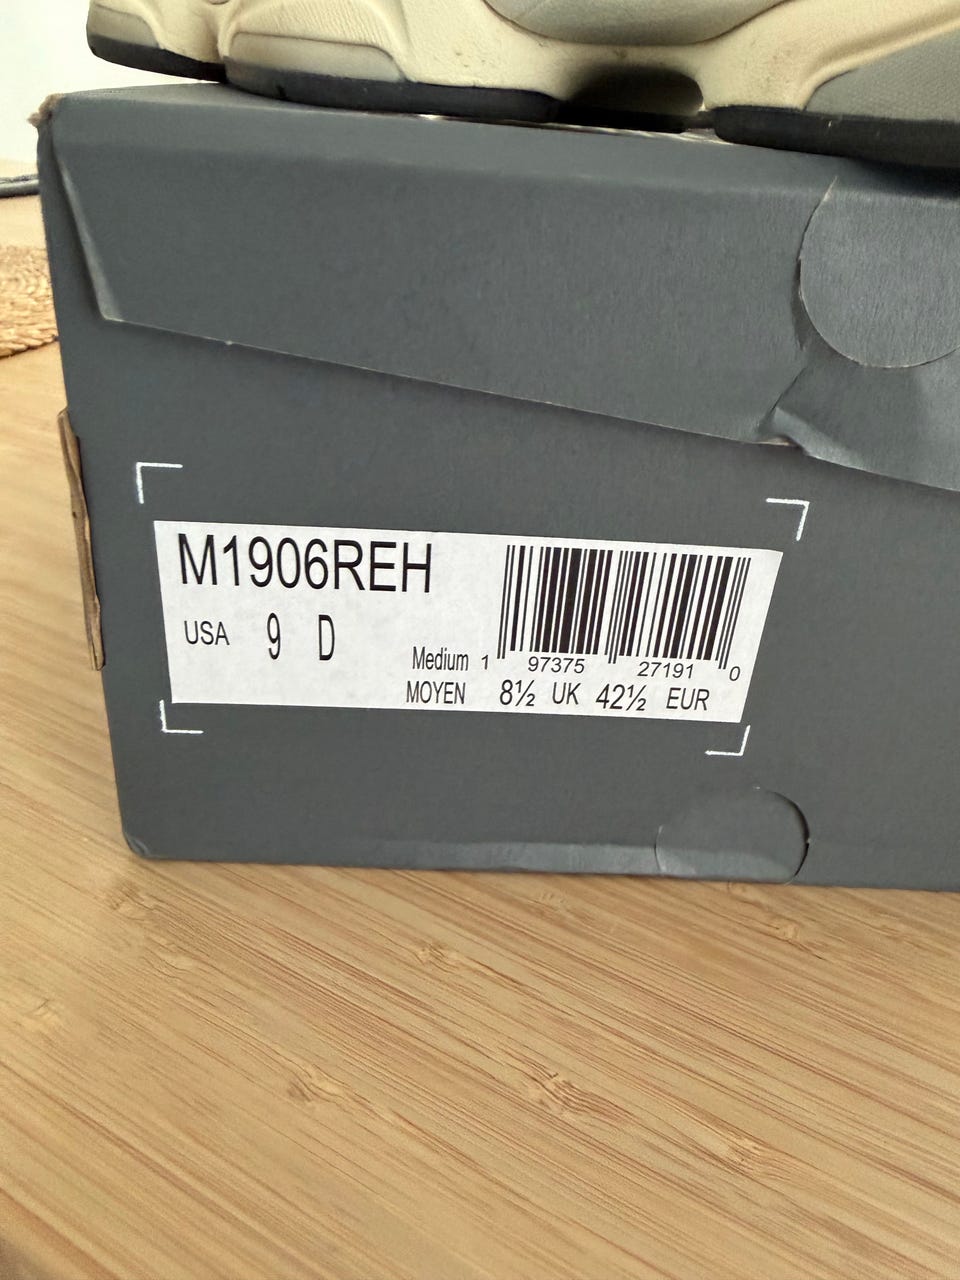 M1906REH
USA 9 D
Medium 1 97375 27191 0
MOYEN 8½ UK 42½ EUR